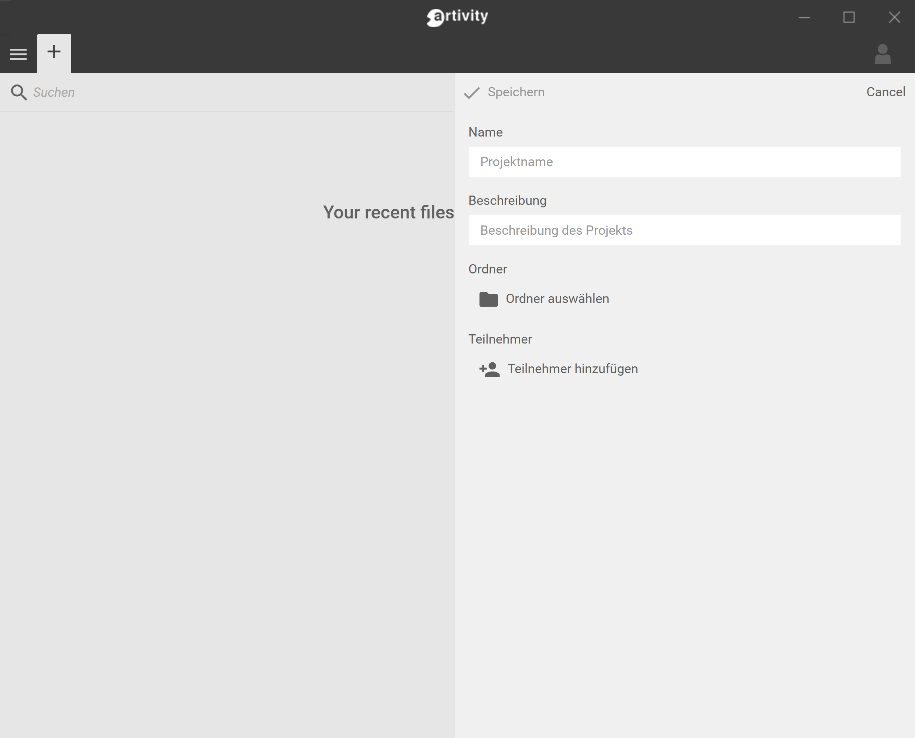 artivity
Suchen
Speichern
Cancel
Name
Projektname
Your recent files
Beschreibung
Beschreibung des Projekts
Ordner
Ordner auswählen
Teilnehmer
Teilnehmer hinzufügen